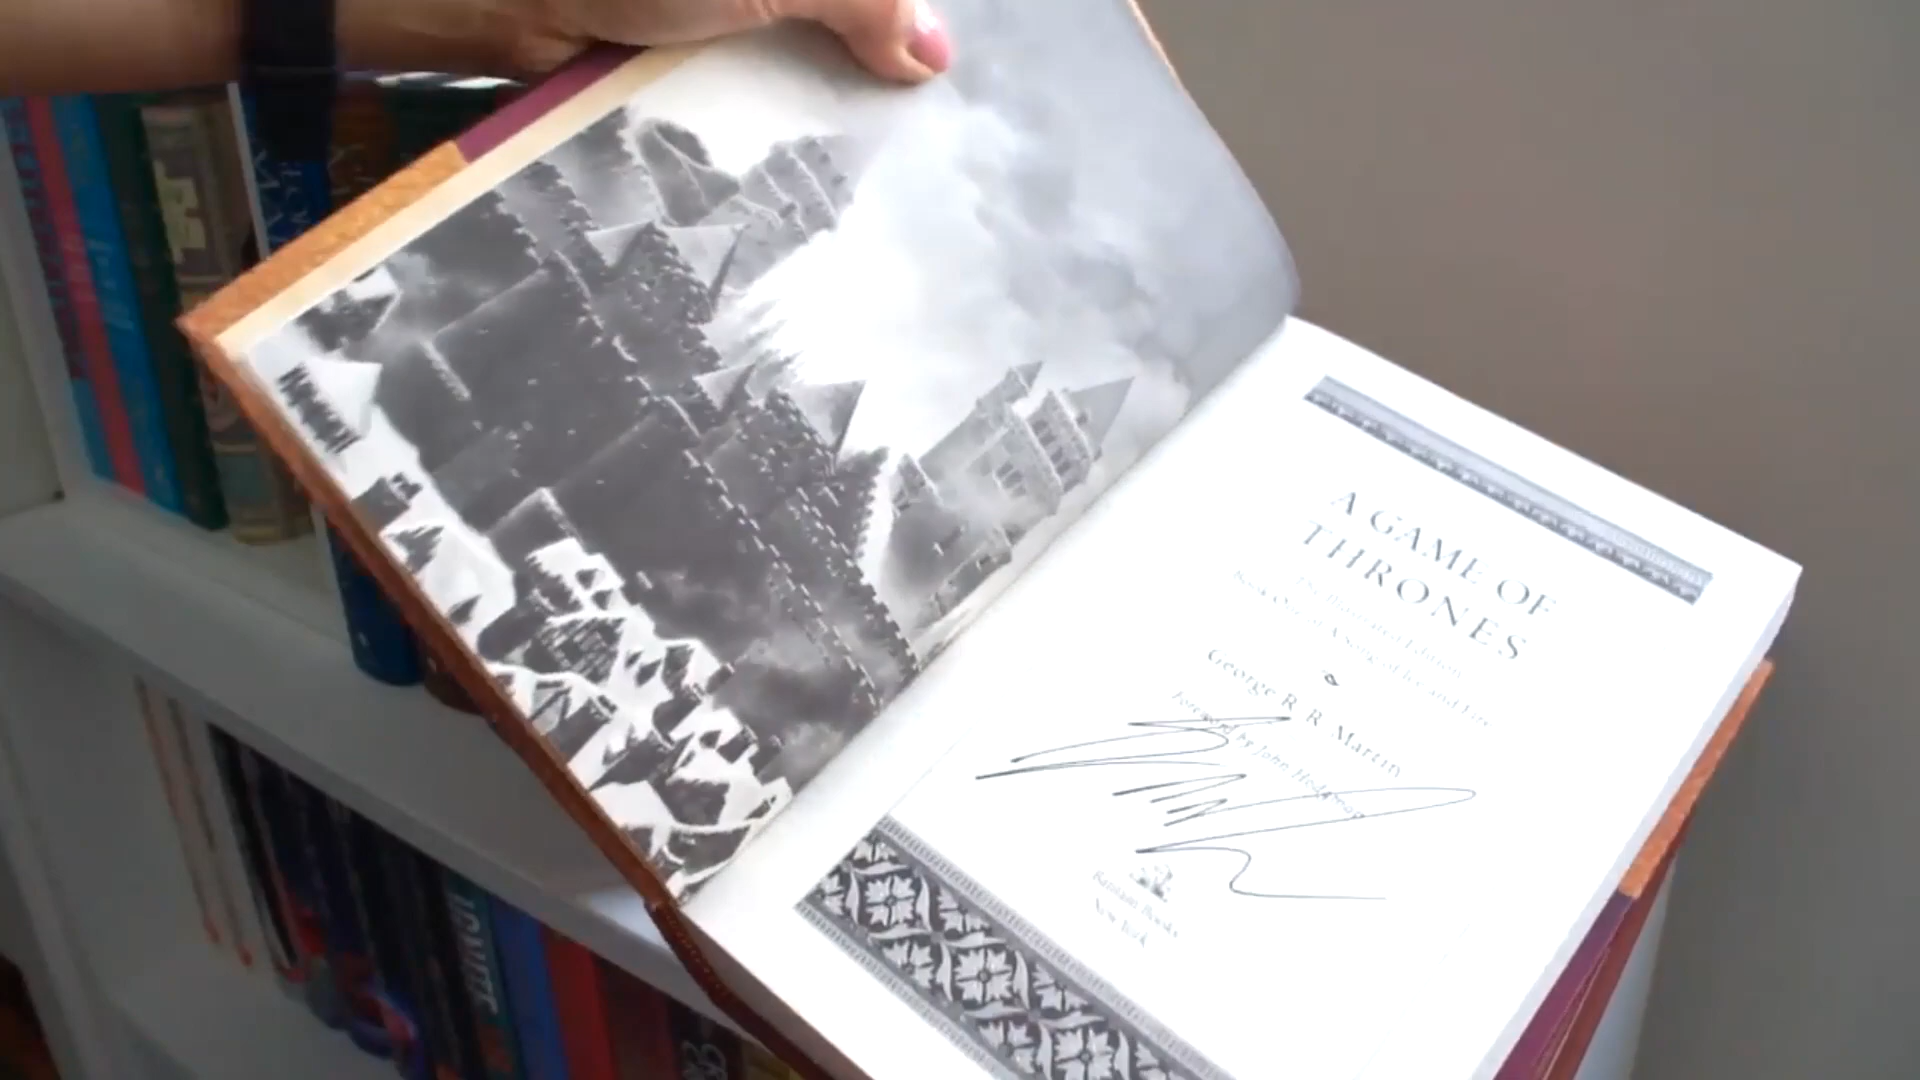 A GAME OF
THRONES
The Illustrated Edition
Book One of A Song of Ice and Fire
George R. R. Martin
Foreword by John Hodgman
Bantam Books
New York